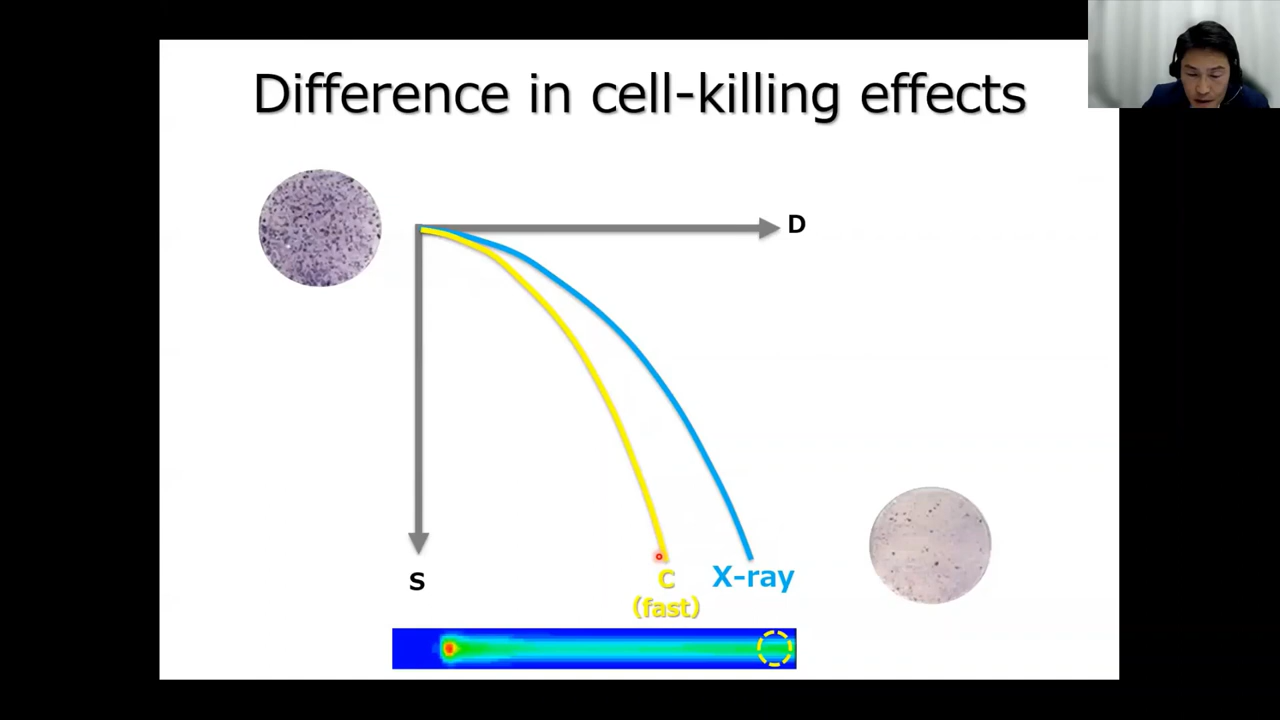 Difference in cell-killing effects
D
S
C
(fast)
X-ray